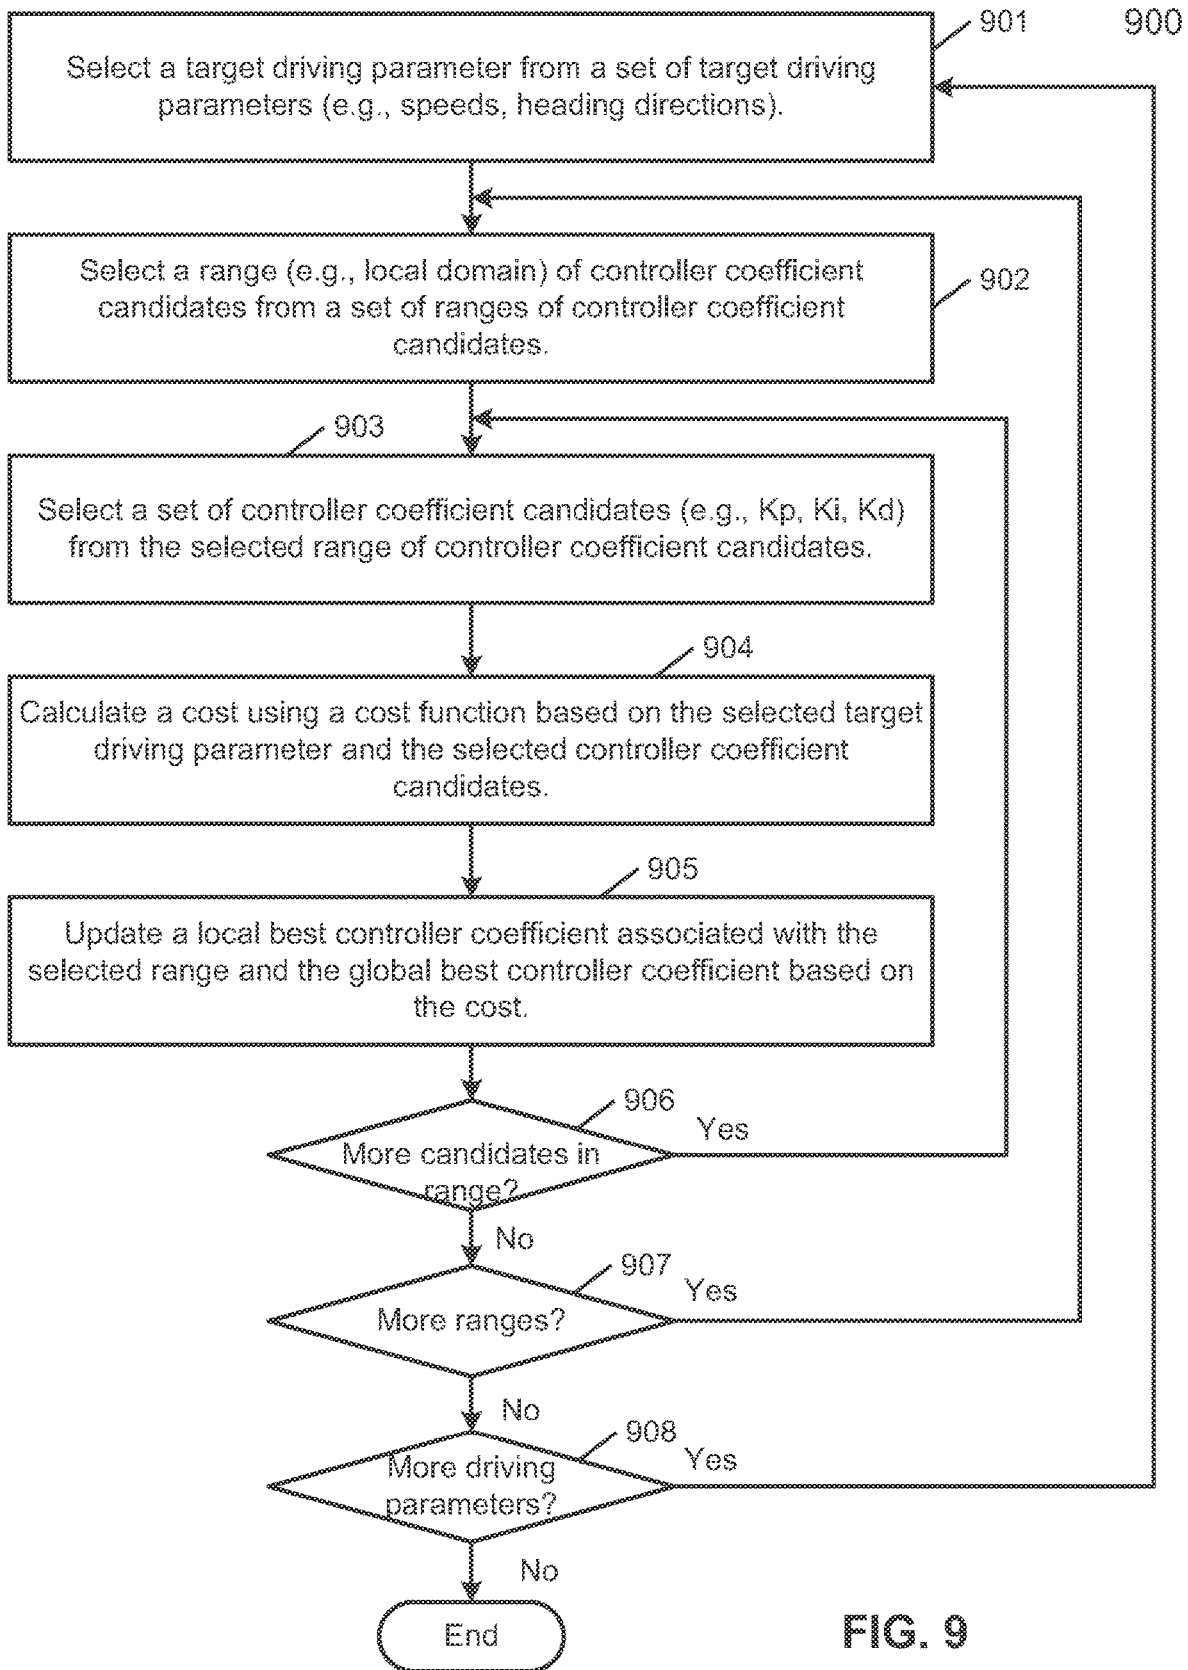 900
901
Select a target driving parameter from a set of target driving
parameters (e.g., speeds, heading directions).
Select a range (e.g., local domain) of controller coefficient
candidates from a set of ranges of controller coefficient
candidates.
902
903
Select a set of controller coefficient candidates (e.g., Kp, Ki, Kd)
from the selected range of controller coefficient candidates.
904
Calculate a cost using a cost function based on the selected target
driving parameter and the selected controller coefficient
candidates.
905
Update a local best controller coefficient associated with the
selected range and the global best controller coefficient based on
the cost.
906
More candidates in
range?
Yes
No
907
More ranges?
Yes
No
908
More driving
parameters?
Yes
No
End
FIG. 9